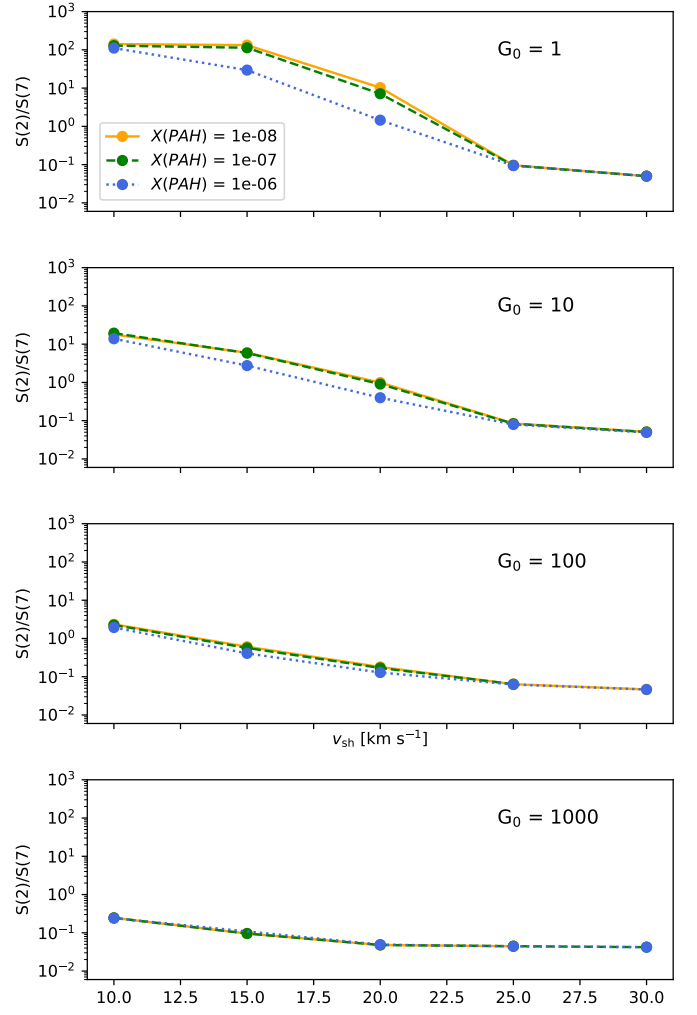 10³
10²
10¹
10⁰
10⁻¹
10⁻²
S(2)/S(7)
G₀ = 1
X(PAH) = 1e-08
X(PAH) = 1e-07
X(PAH) = 1e-06
10³
10²
10¹
10⁰
10⁻¹
10⁻²
S(2)/S(7)
G₀ = 10
10³
10²
10¹
10⁰
10⁻¹
10⁻²
S(2)/S(7)
G₀ = 100
v_sh [km s⁻¹]
10³
10²
10¹
10⁰
10⁻¹
10⁻²
S(2)/S(7)
G₀ = 1000
10.0 12.5 15.0 17.5 20.0 22.5 25.0 27.5 30.0